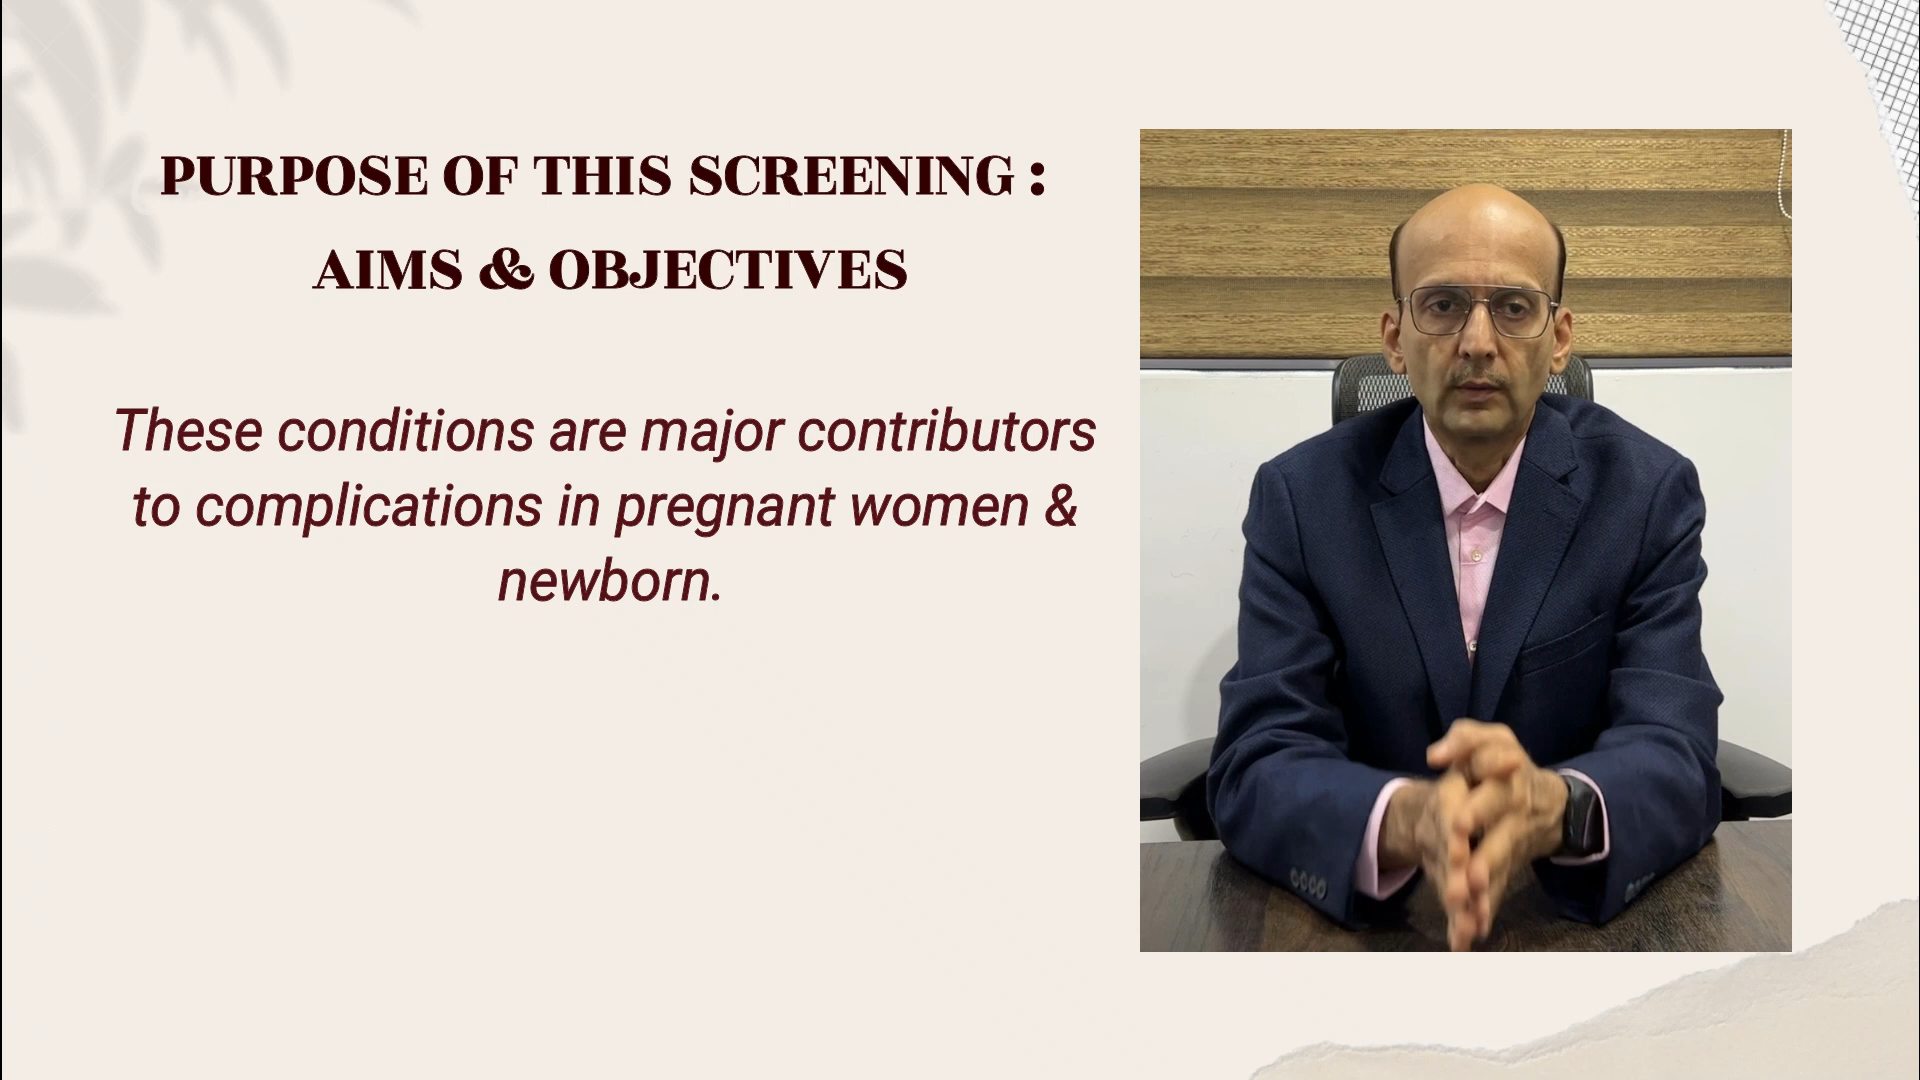 PURPOSE OF THIS SCREENING :
AIMS & OBJECTIVES
These conditions are major contributors
to complications in pregnant women &
newborn.